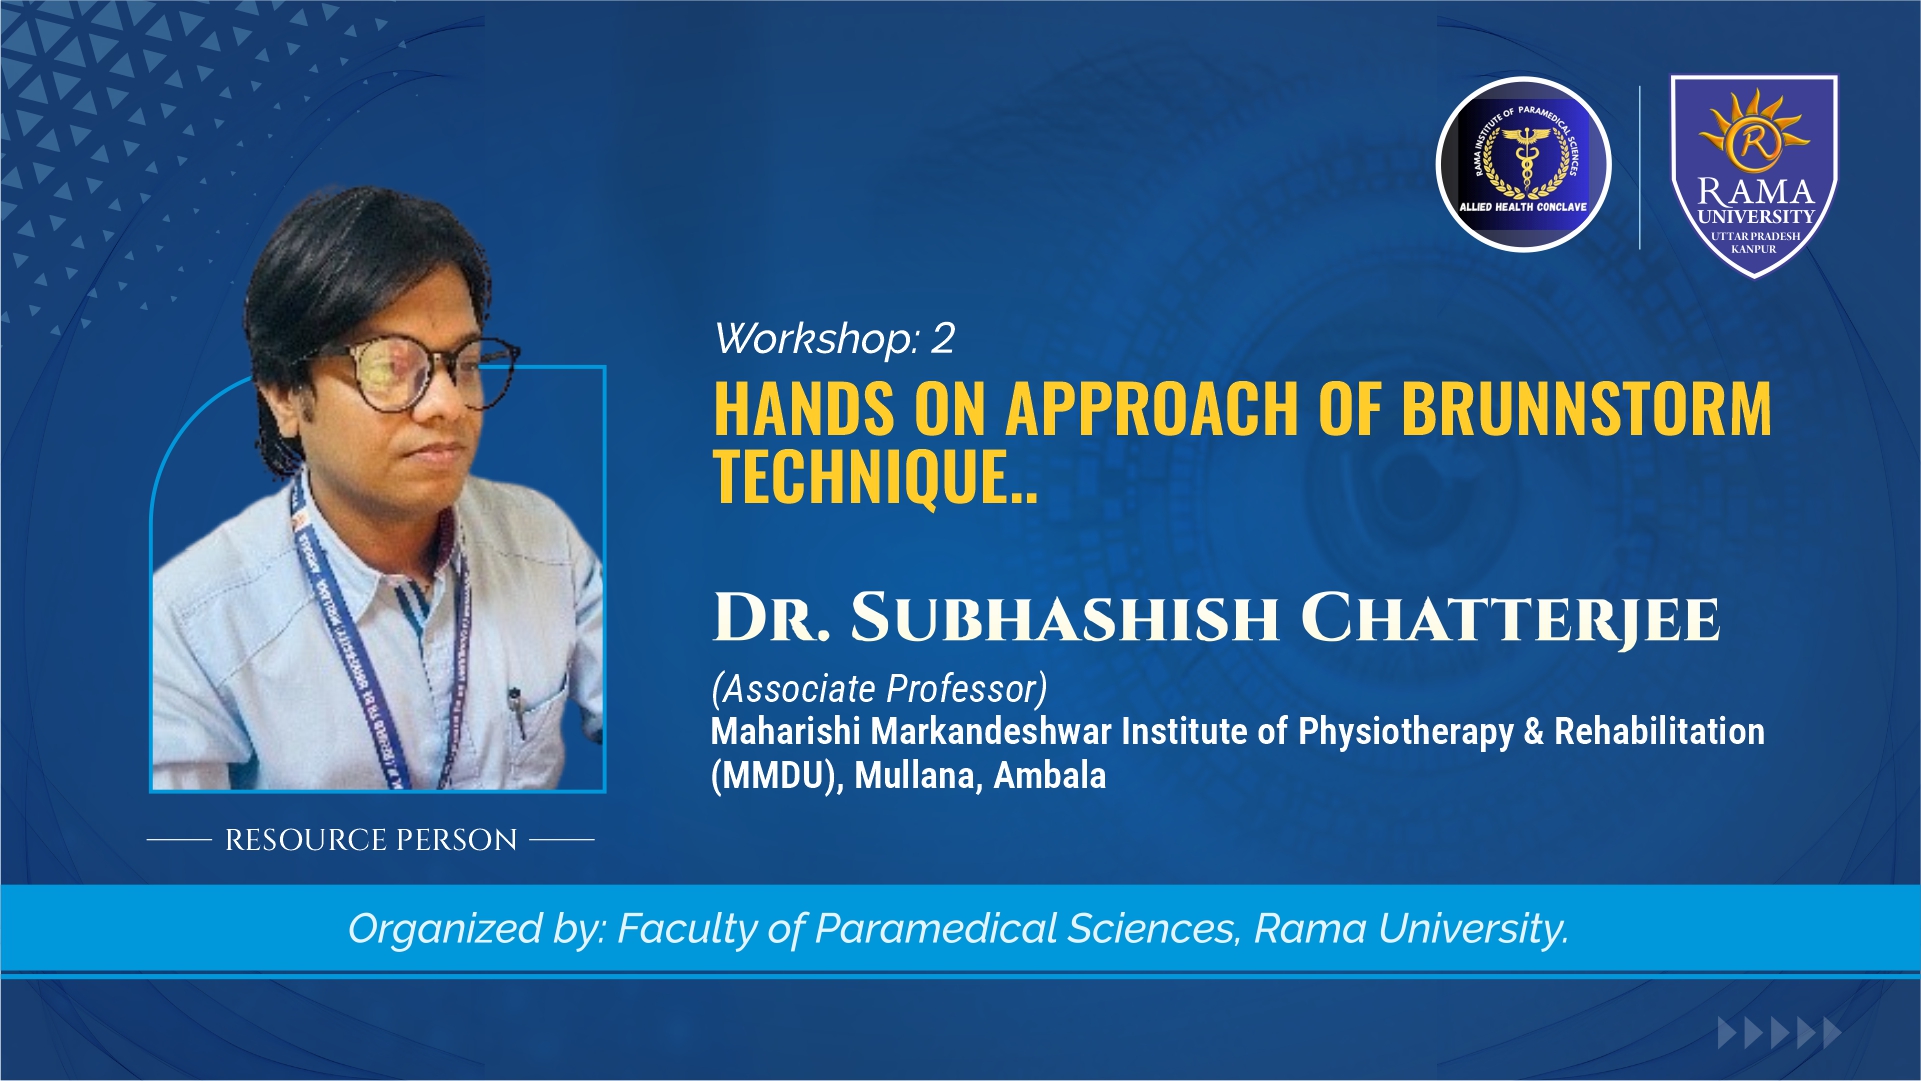 RAMA INSTITUTE OF PARAMEDICAL SCIENCES
ALLIED HEALTH CONCLAVE
R
RAMA
UNIVERSITY
UTTAR PRADESH
KANPUR
Workshop: 2
HANDS ON APPROACH OF BRUNNSTORM
TECHNIQUE..
DR. SUBHASHISH CHATTERJEE
(Associate Professor)
Maharishi Markandeshwar Institute of Physiotherapy & Rehabilitation
(MMDU), Mullana, Ambala
RESOURCE PERSON
Organized by: Faculty of Paramedical Sciences, Rama University.